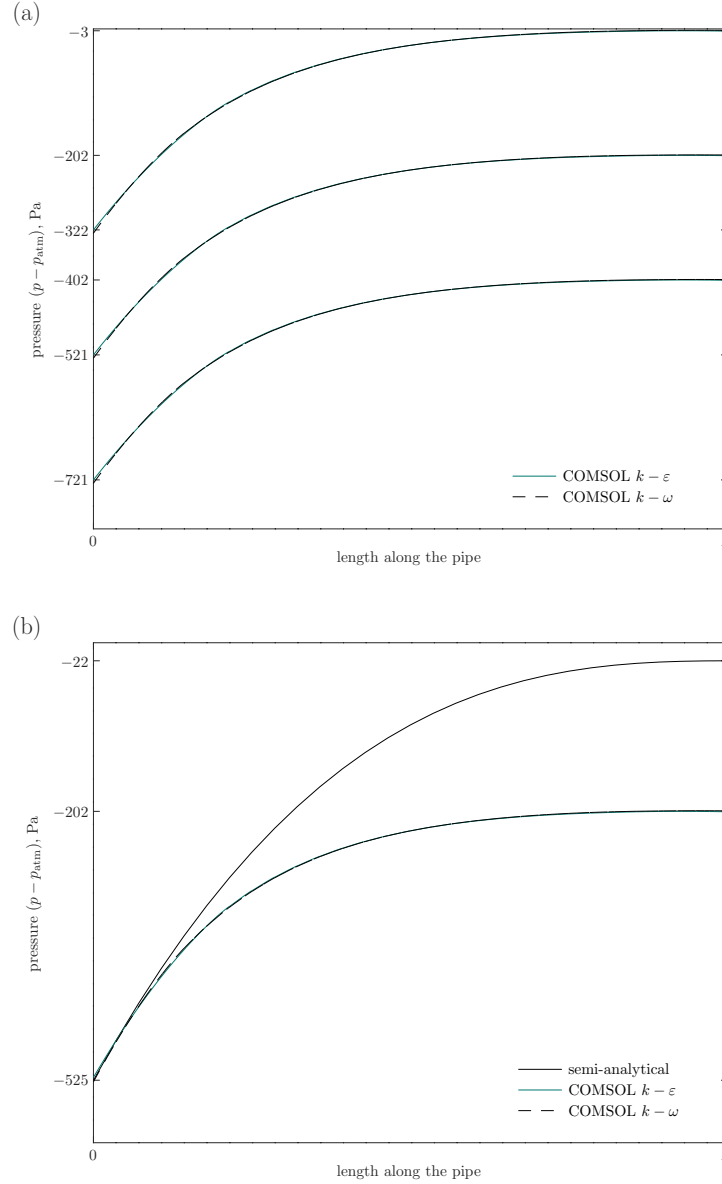 (a)
−3
−202
−322
−402
−521
−721
pressure (p − p_atm), Pa
COMSOL k − ε
COMSOL k − ω
0
length along the pipe
(b)
−22
−202
−525
pressure (p − p_atm), Pa
semi-analytical
COMSOL k − ε
COMSOL k − ω
0
length along the pipe